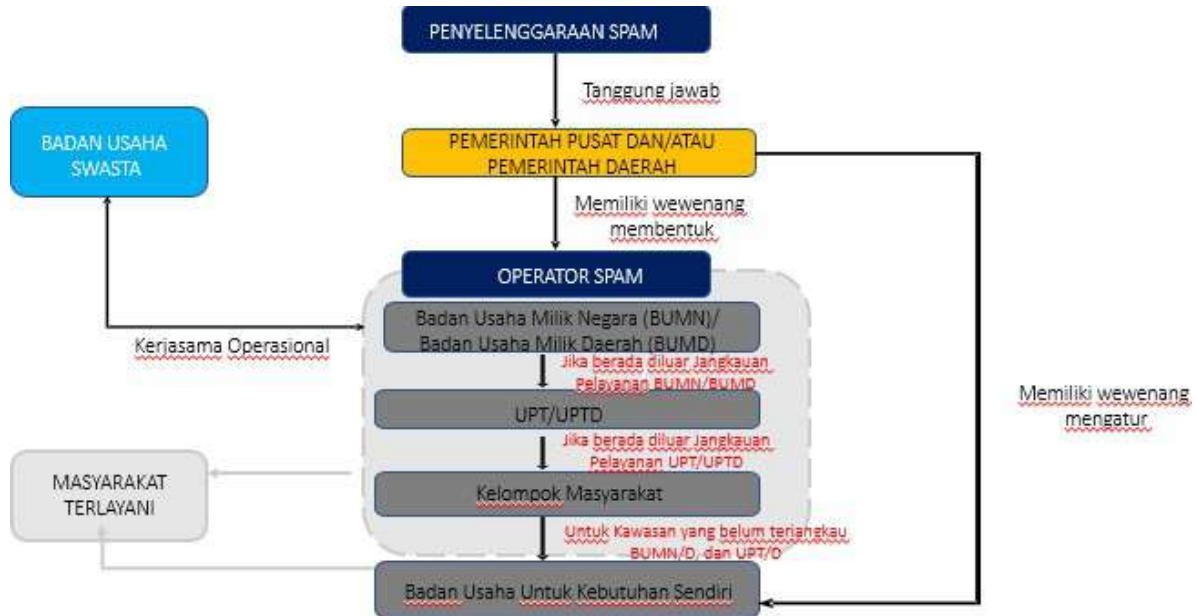 PENYELENGGARAAN SPAM
Tanggung jawab
BADAN USAHA
SWASTA
PEMERINTAH PUSAT DAN/ATAU
PEMERINTAH DAERAH
Memiliki wewenang
membentuk
OPERATOR SPAM
Badan Usaha Milik Negara (BUMN)/
Badan Usaha Milik Daerah (BUMD)
Kerjasama Operasional
Jika berada diluar Jangkauan
Pelayanan BUMN/BUMD
UPT/UPTD
Memiliki wewenang
mengatur
Jika berada diluar Jangkauan
Pelayanan UPT/UPTD
MASYARAKAT
TERLAYANI
Kelompok Masyarakat
Untuk Kawasan yang belum terjangkau
BUMN/D, dan UPT/D
Badan Usaha Untuk Kebutuhan Sendiri